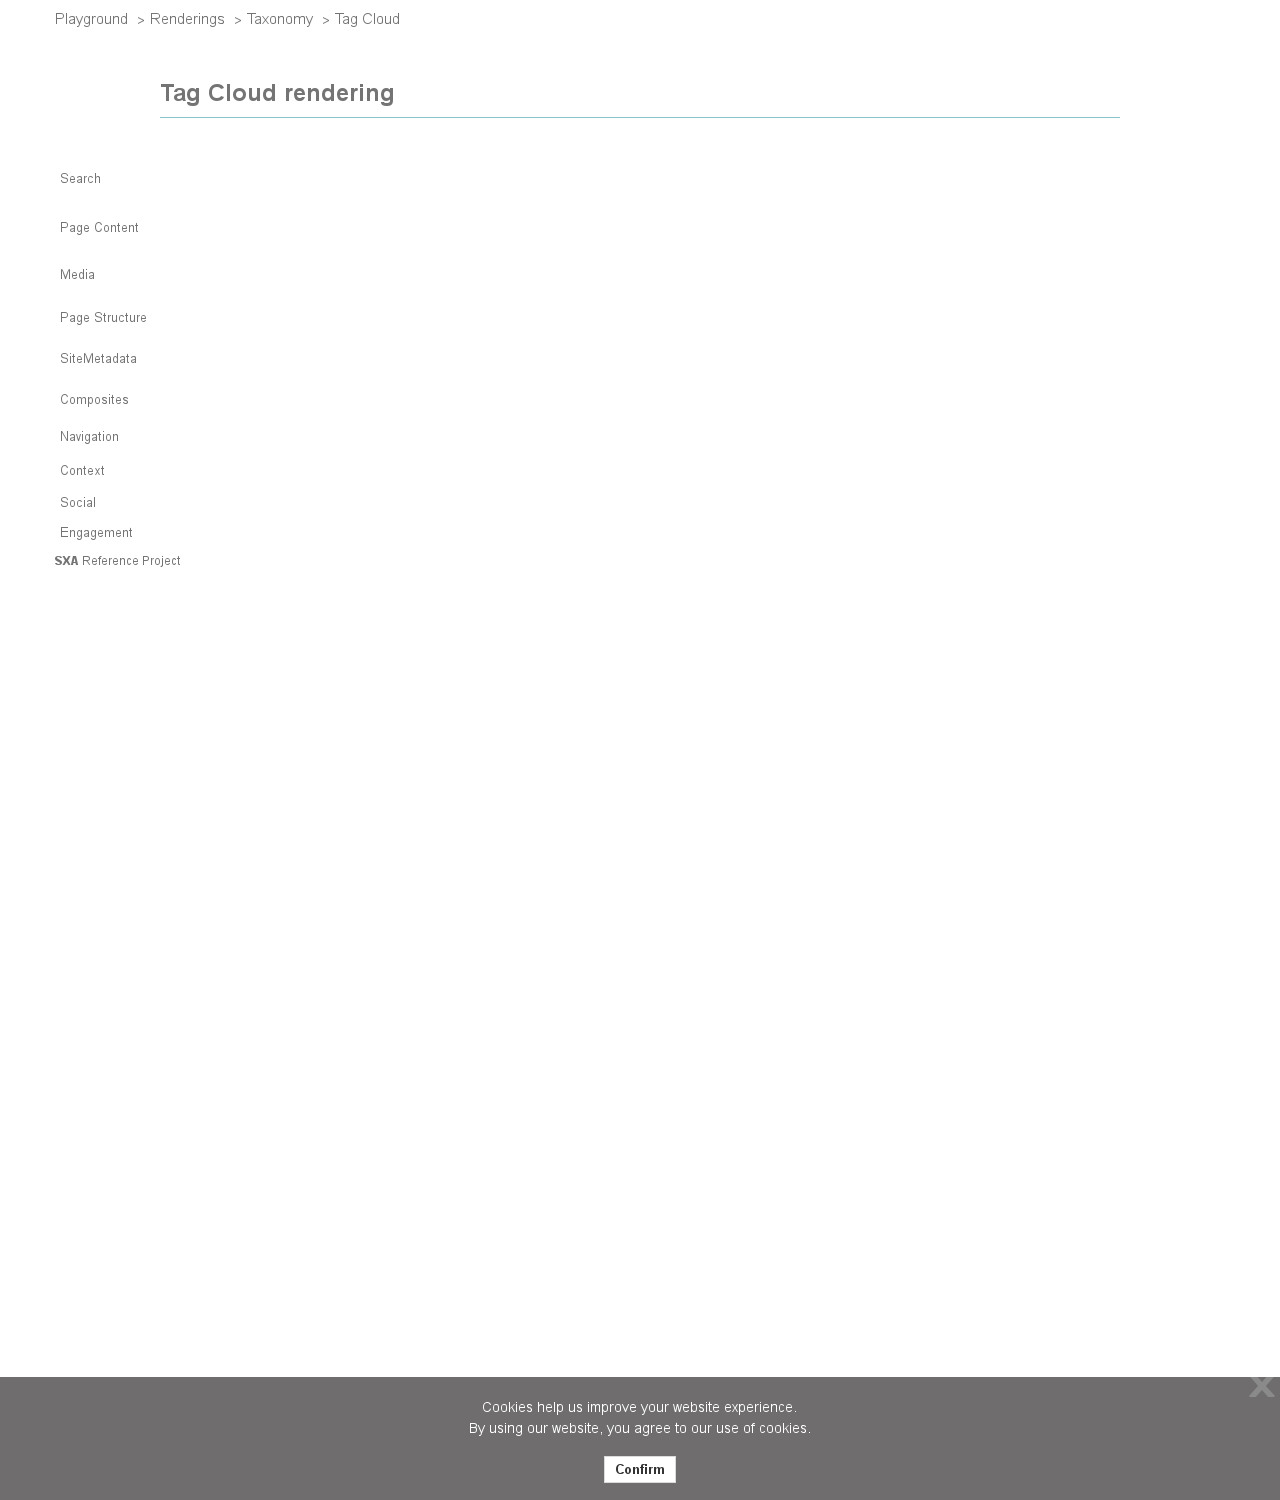 Playground > Renderings > Taxonomy > Tag Cloud
Tag Cloud rendering
Search
Page Content
Media
Page Structure
SiteMetadata
Composites
Navigation
Context
Social
Engagement
SXA Reference Project
X
Cookies help us improve your website experience.
By using our website, you agree to our use of cookies.
Confirm